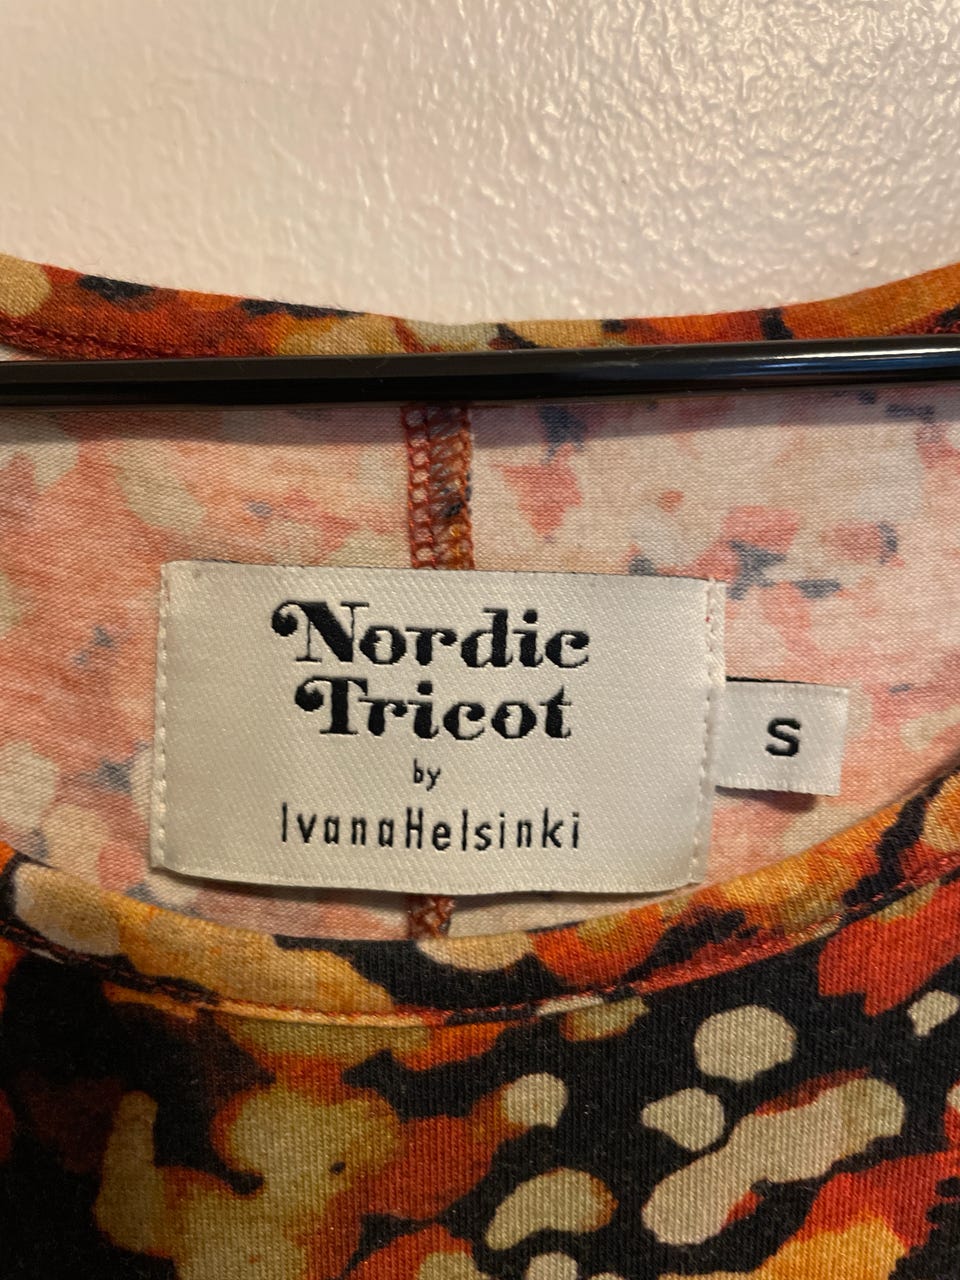 Nordic
Tricot
by
IvanaHelsinki
S